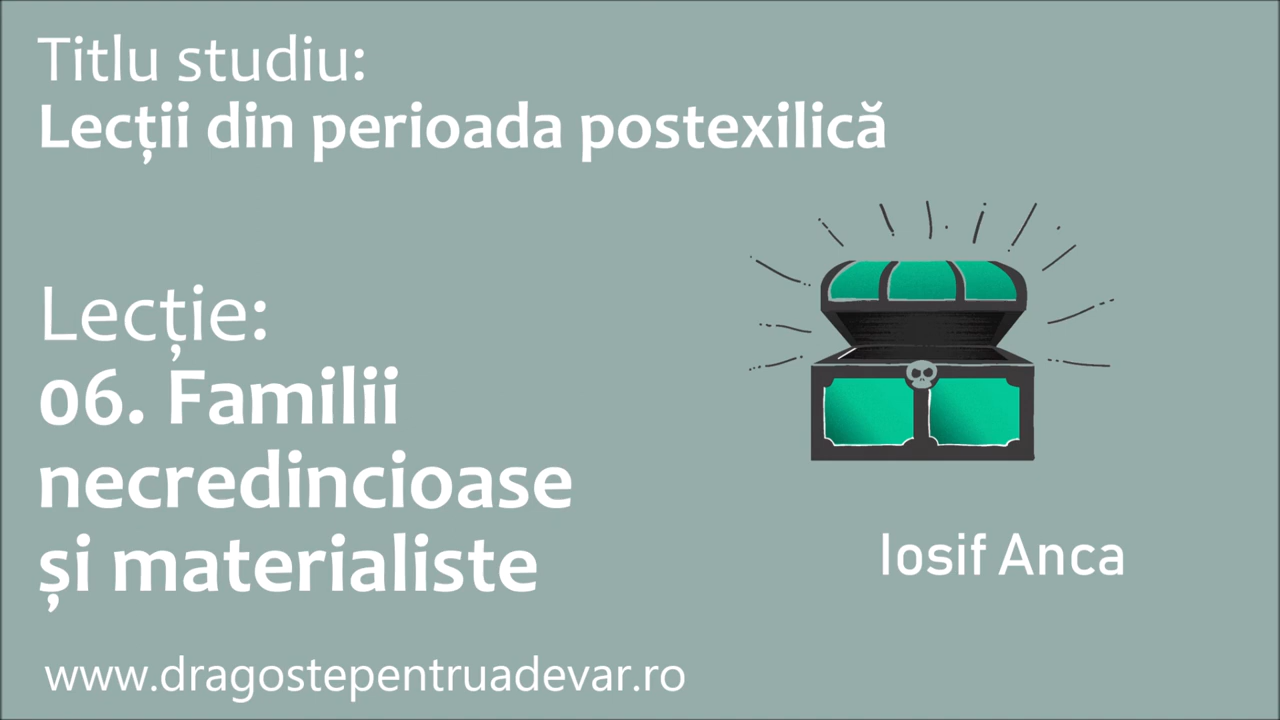 Titlu studiu:
Lecții din perioada postexilică
Lecție:
06. Familii
necredincioase
și materialiste
Iosif Anca
www.dragostepentruadevar.ro